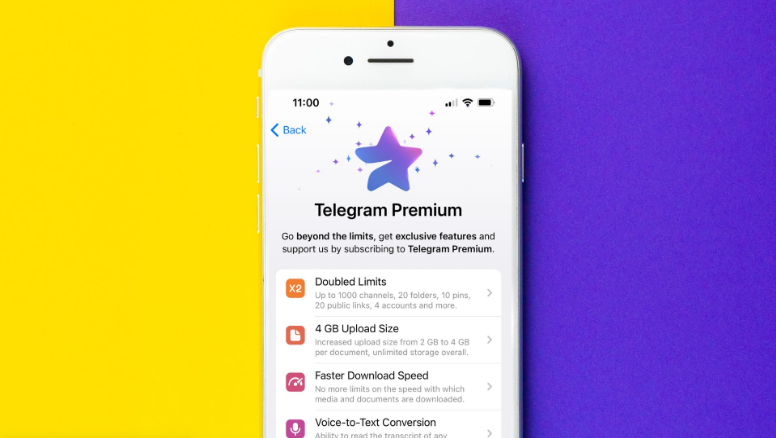 11:00
Back
Telegram Premium
Go beyond the limits, get exclusive features and
support us by subscribing to Telegram Premium.
X2
Doubled Limits
Up to 1000 channels, 20 folders, 10 pins,
20 public links, 4 accounts and more.
4 GB Upload Size
Increased upload size from 2 GB to 4 GB
per document, unlimited storage overall.
Faster Download Speed
No more limits on the speed with which
media and documents are downloaded.
Voice-to-Text Conversion
Ability to read the transcript of any